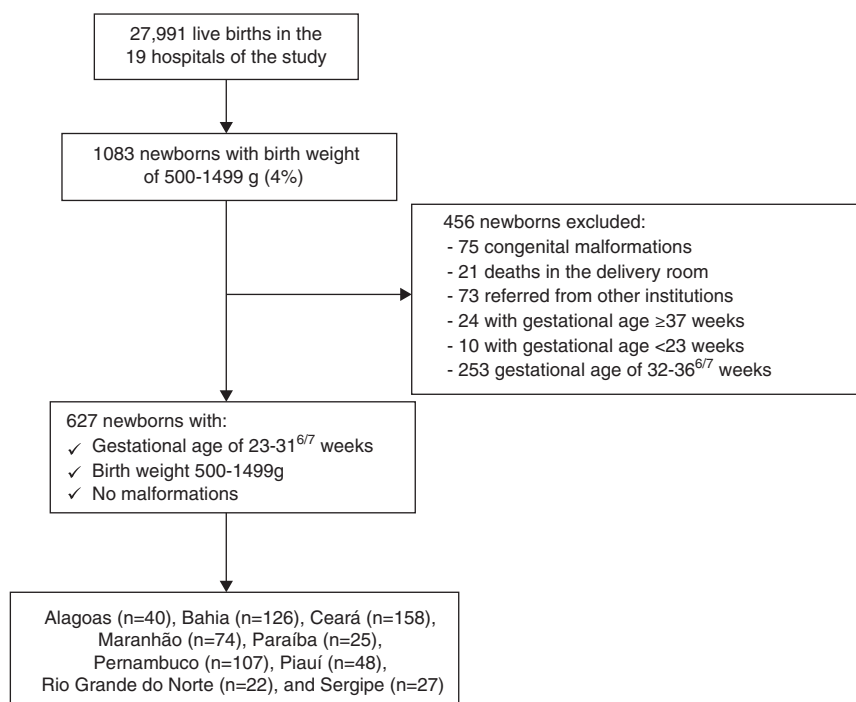 27,991 live births in the
19 hospitals of the study
1083 newborns with birth weight
of 500-1499 g (4%)
456 newborns excluded:
- 75 congenital malformations
- 21 deaths in the delivery room
- 73 referred from other institutions
- 24 with gestational age ≥37 weeks
- 10 with gestational age <23 weeks
- 253 gestational age of 32-36⁶/⁷ weeks
627 newborns with:
✓ Gestational age of 23-31⁶/⁷ weeks
✓ Birth weight 500-1499g
✓ No malformations
Alagoas (n=40), Bahia (n=126), Ceará (n=158),
Maranhão (n=74), Paraíba (n=25),
Pernambuco (n=107), Piauí (n=48),
Rio Grande do Norte (n=22), and Sergipe (n=27)